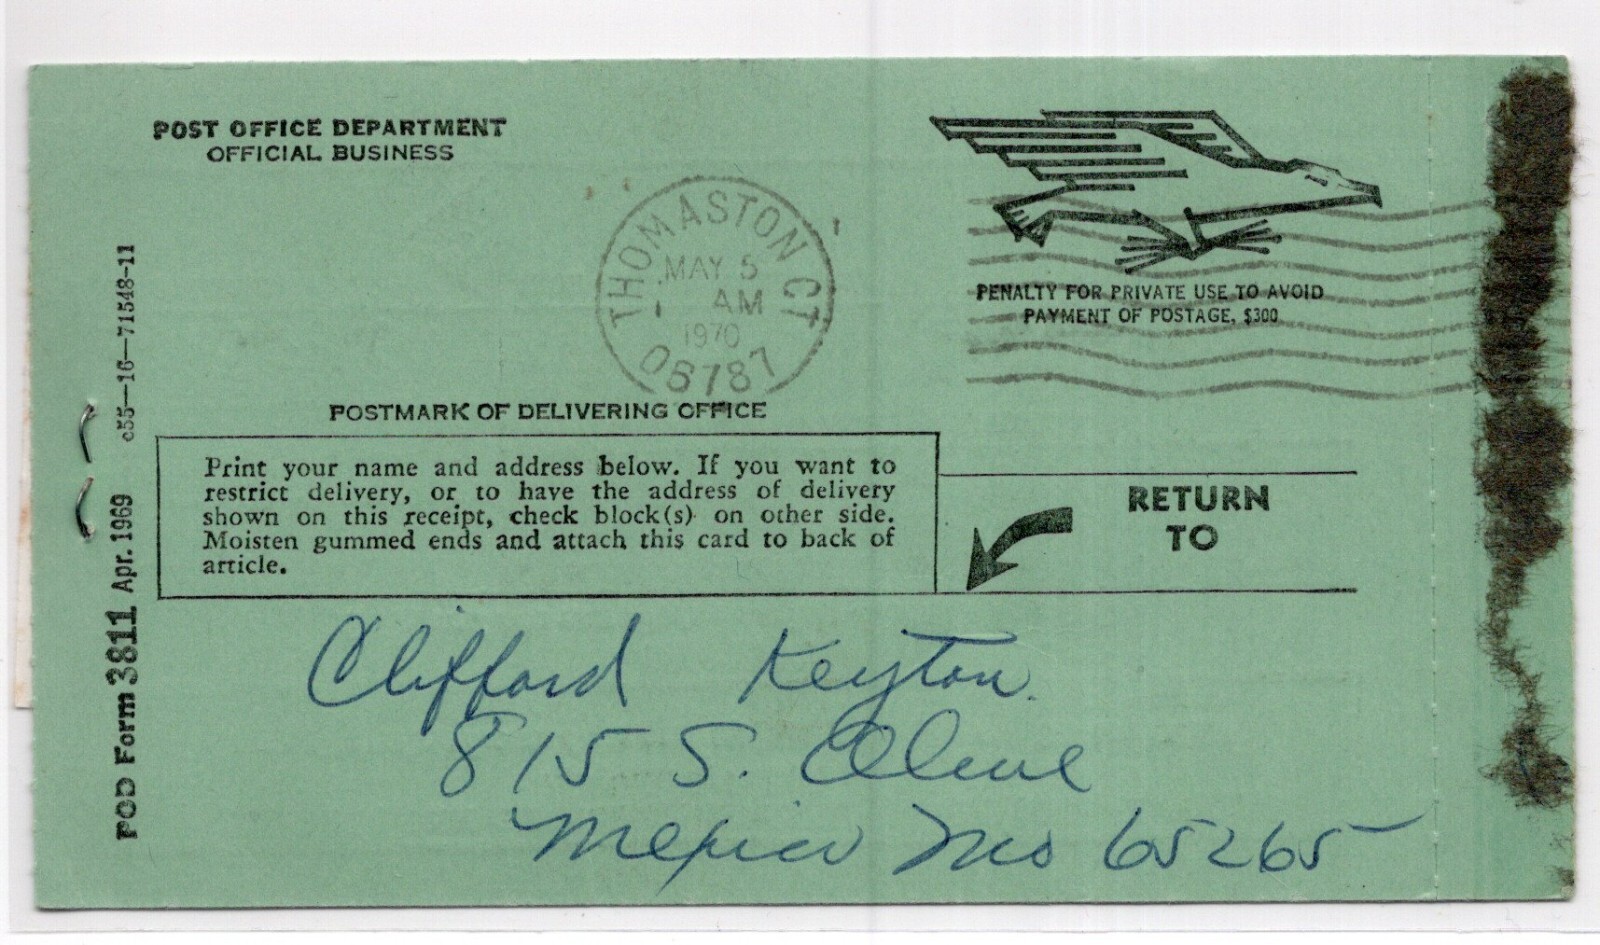 POST OFFICE DEPARTMENT
OFFICIAL BUSINESS
THOMASTON CT
MAY 5
AM
1970
06787
PENALTY FOR PRIVATE USE TO AVOID
PAYMENT OF POSTAGE, $300
POSTMARK OF DELIVERING OFFICE
Print your name and address below. If you want to
restrict delivery, or to have the address of delivery
shown on this receipt, check block(s) on other side.
Moisten gummed ends and attach this card to back of
article.
RETURN
TO
Clifford Keyton
815 S. Olive
Mexico Mo 65265
POD Form 3811 Apr. 1969 c55—16—71548-11